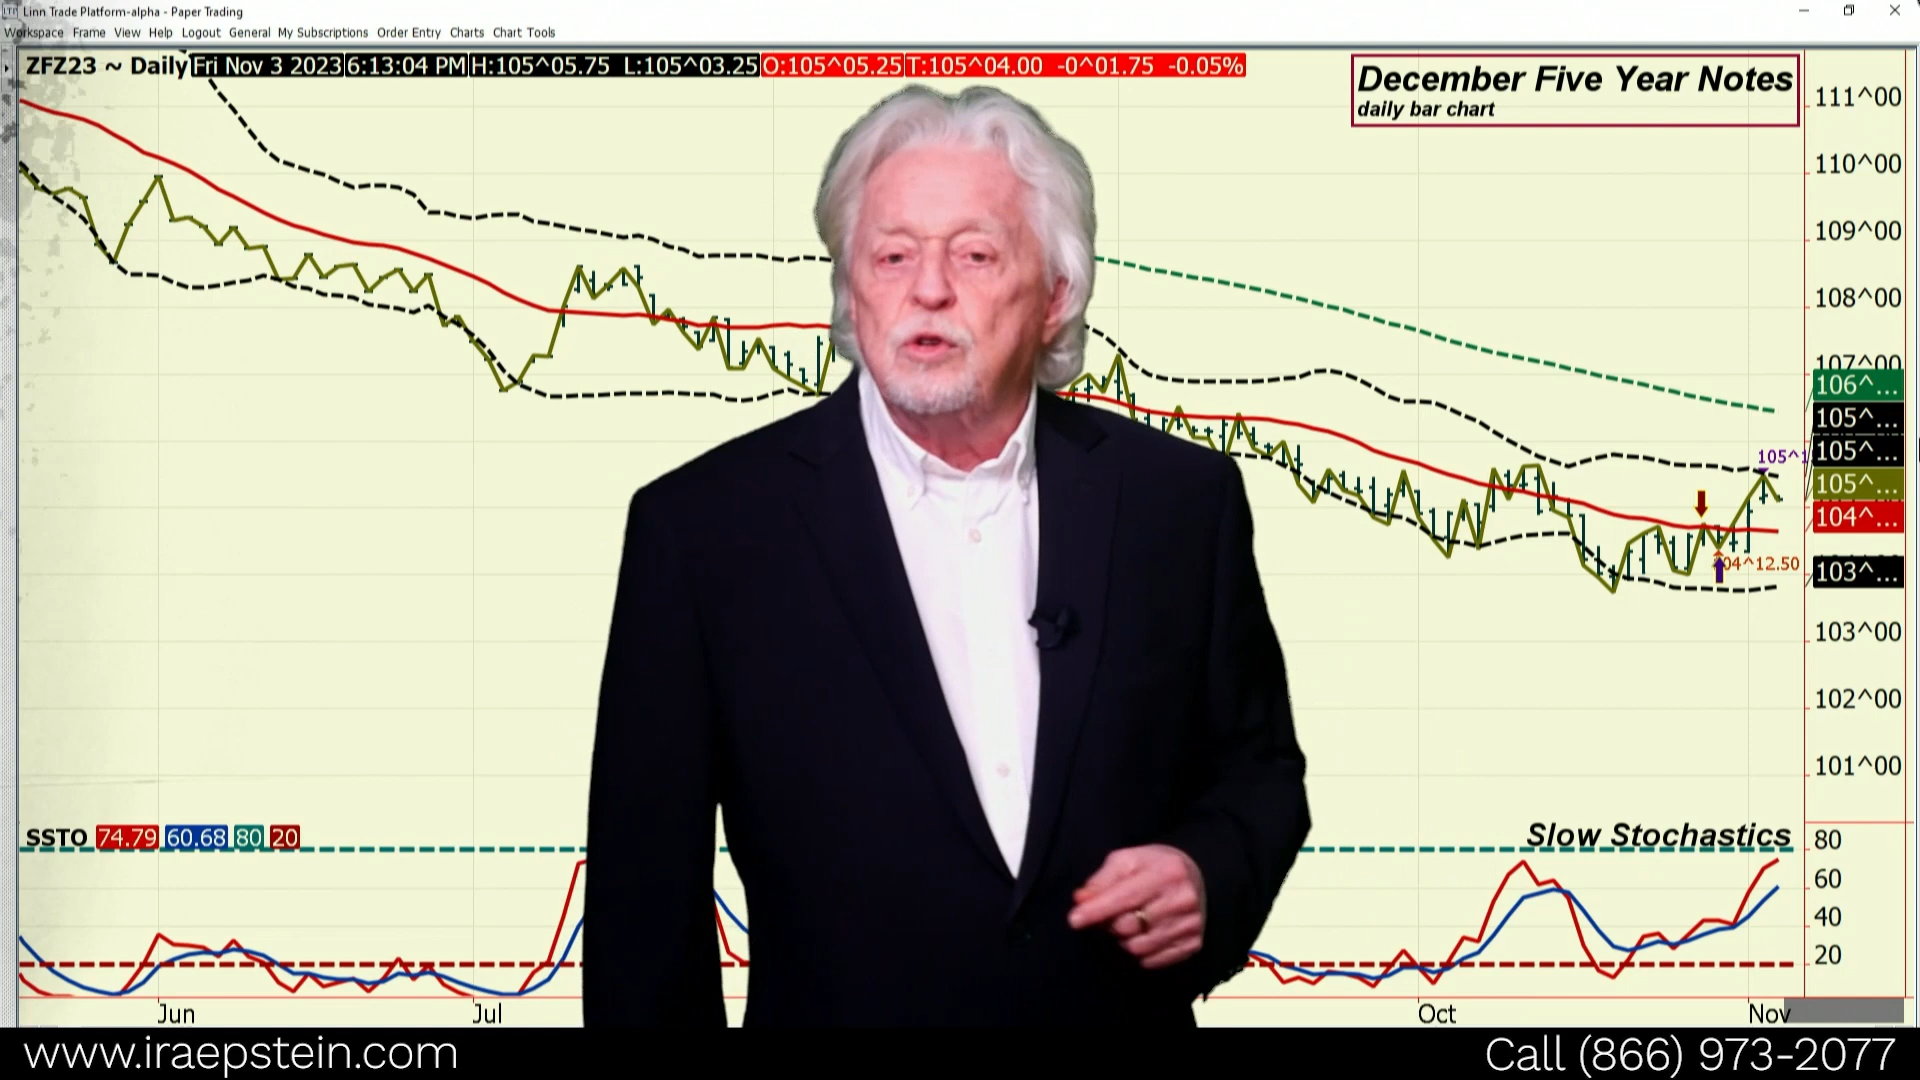 Linn Trade Platform-alpha - Paper Trading
Workspace Frame View Help Logout General My Subscriptions Order Entry Charts Chart Tools
ZFZ23 ~ Daily Fri Nov 3 2023 6:13:04 PM H:105^05.75 L:105^03.25 O:105^05.25 T:105^04.00 -0^01.75 -0.05%
December Five Year Notes
daily bar chart
111^00
110^00
109^00
108^00
107^00
106^...
105^...
105^...
105^...
104^...
103^...
103^00
102^00
101^00
105^1
04^12.50
SSTO 74.79 60.68 80 20
Slow Stochastics
80
60
40
20
Jun Jul Oct Nov
www.iraepstein.com
Call (866) 973-2077